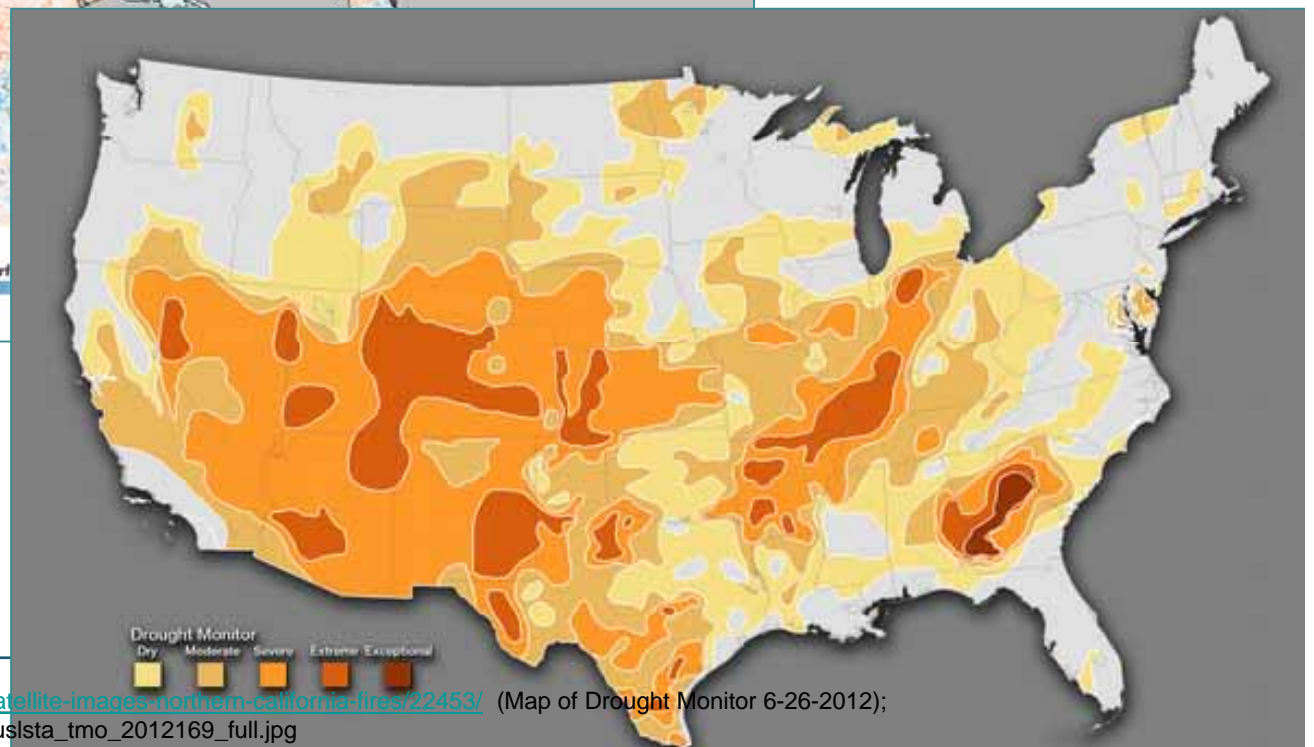 Drought Monitor
Dry Moderate Severe Extreme Exceptional
atellite-images-northern-california-fires/22453/ (Map of Drought Monitor 6-26-2012);
uslsta_tmo_2012169_full.jpg